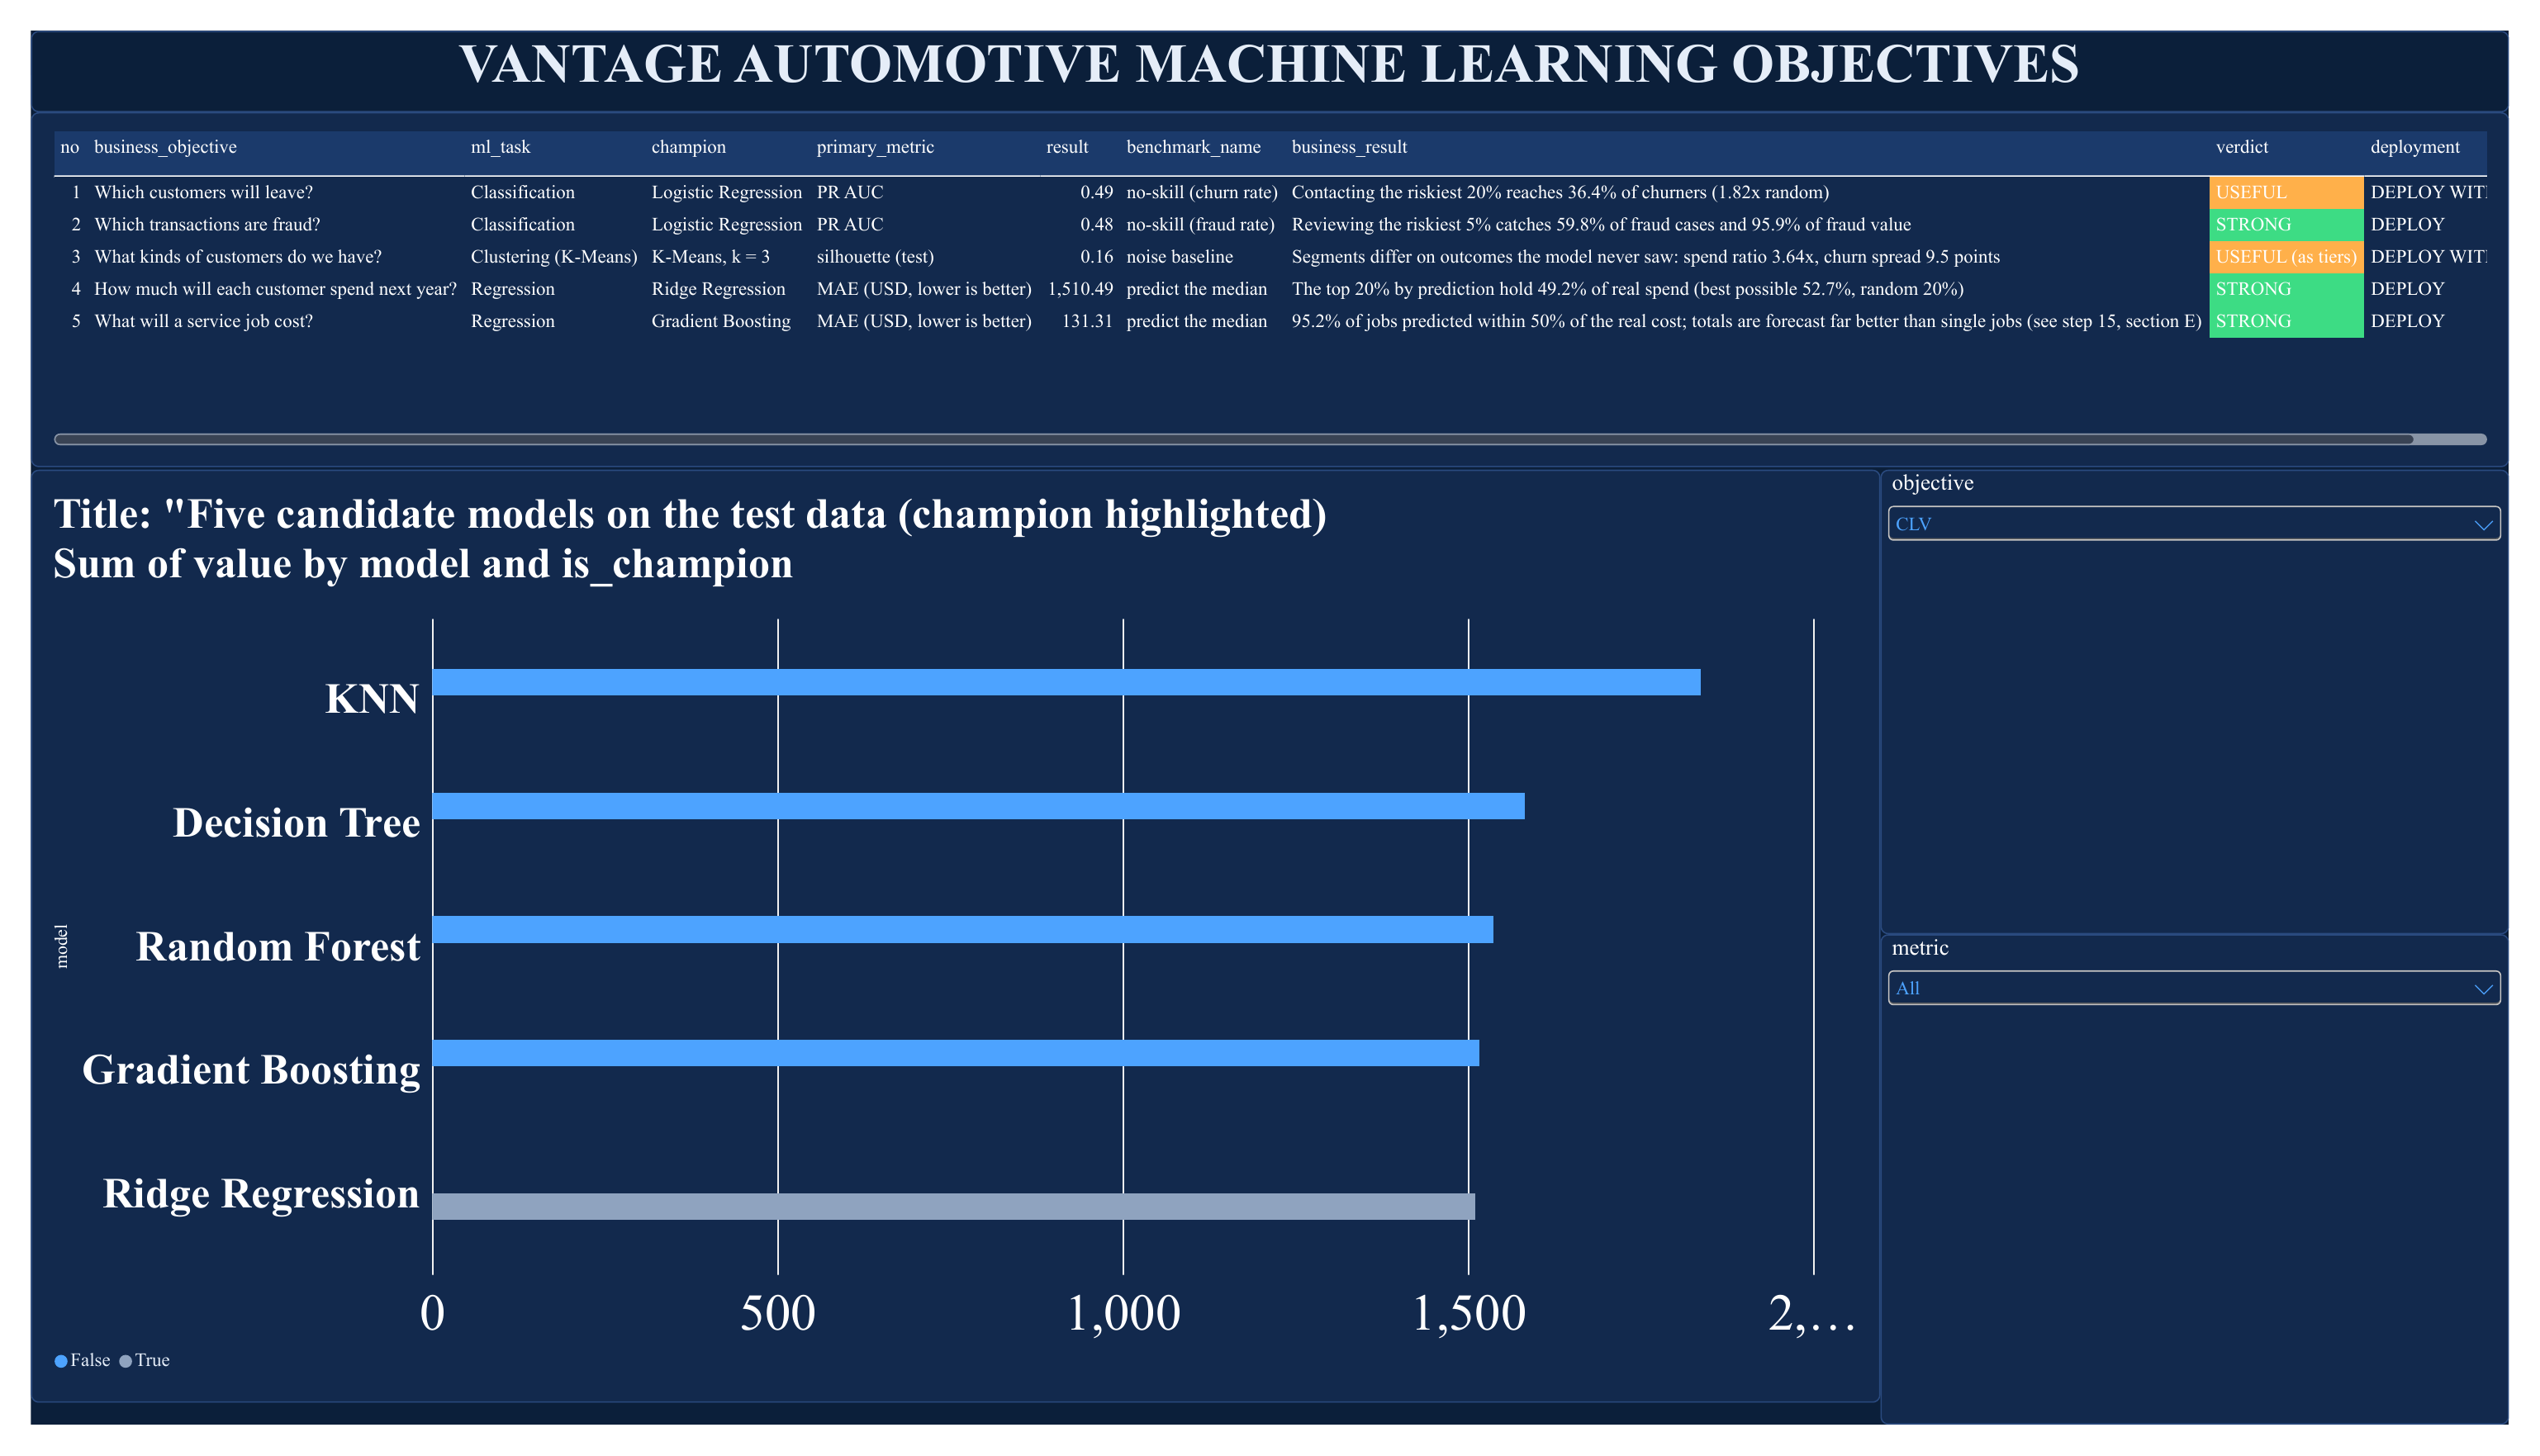 VANTAGE AUTOMOTIVE MACHINE LEARNING OBJECTIVES
no business_objective ml_task champion primary_metric result benchmark_name business_result verdict deployment
1 Which customers will leave? Classification Logistic Regression PR AUC 0.49 no-skill (churn rate) Contacting the riskiest 20% reaches 36.4% of churners (1.82x random) USEFUL DEPLOY WIT
2 Which transactions are fraud? Classification Logistic Regression PR AUC 0.48 no-skill (fraud rate) Reviewing the riskiest 5% catches 59.8% of fraud cases and 95.9% of fraud value STRONG DEPLOY
3 What kinds of customers do we have? Clustering (K-Means) K-Means, k = 3 silhouette (test) 0.16 noise baseline Segments differ on outcomes the model never saw: spend ratio 3.64x, churn spread 9.5 points USEFUL (as tiers) DEPLOY WIT
4 How much will each customer spend next year? Regression Ridge Regression MAE (USD, lower is better) 1,510.49 predict the median The top 20% by prediction hold 49.2% of real spend (best possible 52.7%, random 20%) STRONG DEPLOY
5 What will a service job cost? Regression Gradient Boosting MAE (USD, lower is better) 131.31 predict the median 95.2% of jobs predicted within 50% of the real cost; totals are forecast far better than single jobs (see step 15, section E) STRONG DEPLOY
Title: "Five candidate models on the test data (champion highlighted)
Sum of value by model and is_champion
model
KNN
Decision Tree
Random Forest
Gradient Boosting
Ridge Regression
0 500 1,000 1,500 2,…
False True
objective
CLV
metric
All